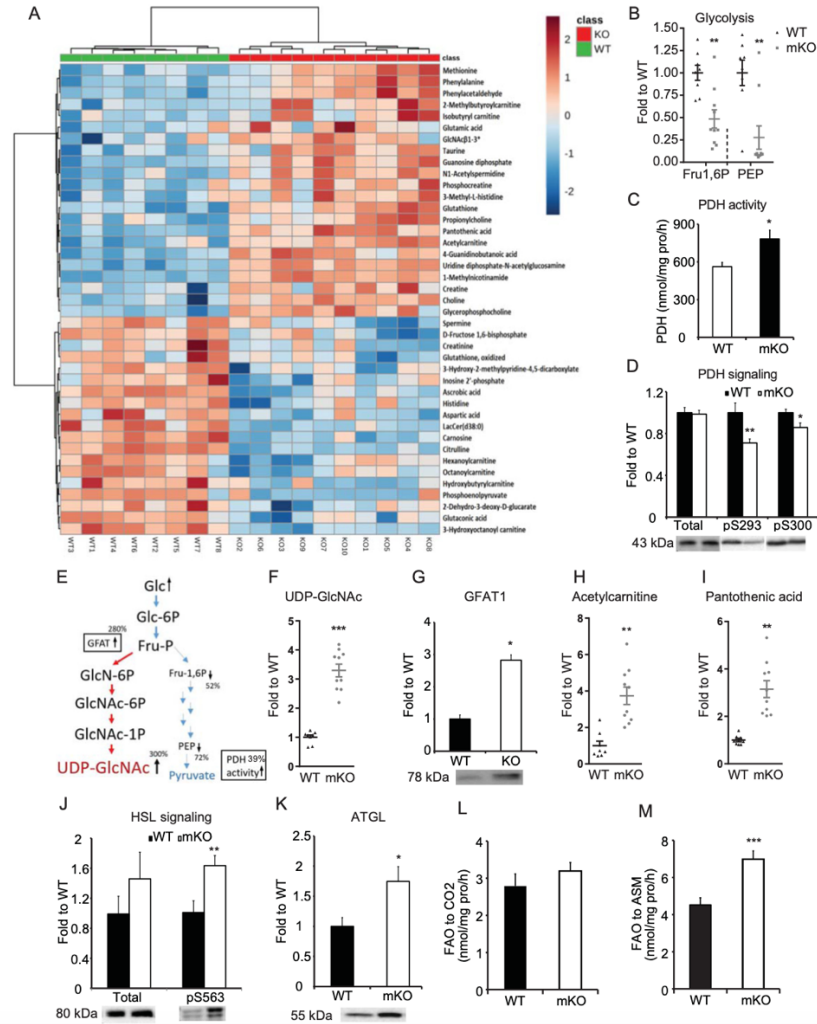 A
class
KO
WT
2
1
0
-1
-2
class
Methionine
Phenylalanine
Phenylacetaldehyde
2-Methylbutyroylcarnitine
Isobutyryl carnitine
Glutamic acid
GlcNAcβ1-3*
Taurine
Guanosine diphosphate
N1-Acetylspermidine
Phosphocreatine
3-Methyl-L-histidine
Glutathione
Propionylcholine
Pantothenic acid
Acetylcarnitine
4-Guanidinobutanoic acid
Uridine diphosphate-N-acetylglucosamine
1-Methylnicotinamide
Creatine
Choline
Glycerophosphocholine
Spermine
D-Fructose 1,6-bisphosphate
Creatinine
Glutathione, oxidized
3-Hydroxy-2-methylpyridine-4,5-dicarboxylate
Inosine 2'-phosphate
Ascrobic acid
Histidine
Aspartic acid
LacCer(d38:0)
Carnosine
Citrulline
Hexanoylcarnitine
Octanoylcarnitine
Hydroxybutyrylcarnitine
Phosphoenolpyruvate
2-Dehydro-3-deoxy-D-glucarate
Glutaconic acid
3-Hydroxyoctanoyl carnitine
WT3 WT1 WT4 WT6 WT2 WT5 WT7 WT8 KO2 KO6 KO3 KO9 KO7 KO10 KO1 KO5 KO4 KO8
B
Glycolysis
WT
mKO
Fold to WT
1.50
1.25
1.00
0.75
0.50
0.25
0.00
** **
Fru1,6P PEP
C
PDH activity
PDH (nmol/mg pro/h)
900
600
300
0
*
WT mKO
D
PDH signaling
WT mKO
Fold to WT
1.2
0.8
0.4
0
** *
Total pS293 pS300
43 kDa
E
Glc
Glc-6P
280%
GFAT
Fru-P
GlcN-6P
Fru-1,6P
52%
GlcNAc-6P
GlcNAc-1P
PEP
72%
300%
UDP-GlcNAc
Pyruvate
PDH 39%
activity
F
UDP-GlcNAc
Fold to WT
5
4
3
2
1
0
***
WT mKO
G
GFAT1
Fold to WT
4
3
2
1
0
*
WT KO
78 kDa
H
Acetylcarnitine
Fold to WT
8
6
4
2
0
**
WT mKO
I
Pantothenic acid
Fold to WT
6
4
2
0
**
WT mKO
J
HSL signaling
WT mKO
Fold to WT
2
1.6
1.2
0.8
0.4
0
**
Total pS563
80 kDa
K
ATGL
Fold to WT
2.5
2
1.5
1
0.5
0
*
WT mKO
55 kDa
L
FAO to CO2
(nmol/mg pro/h)
4
3
2
1
0
WT mKO
M
FAO to ASM
(nmol/mg pro/h)
8
6
4
2
0
***
WT mKO